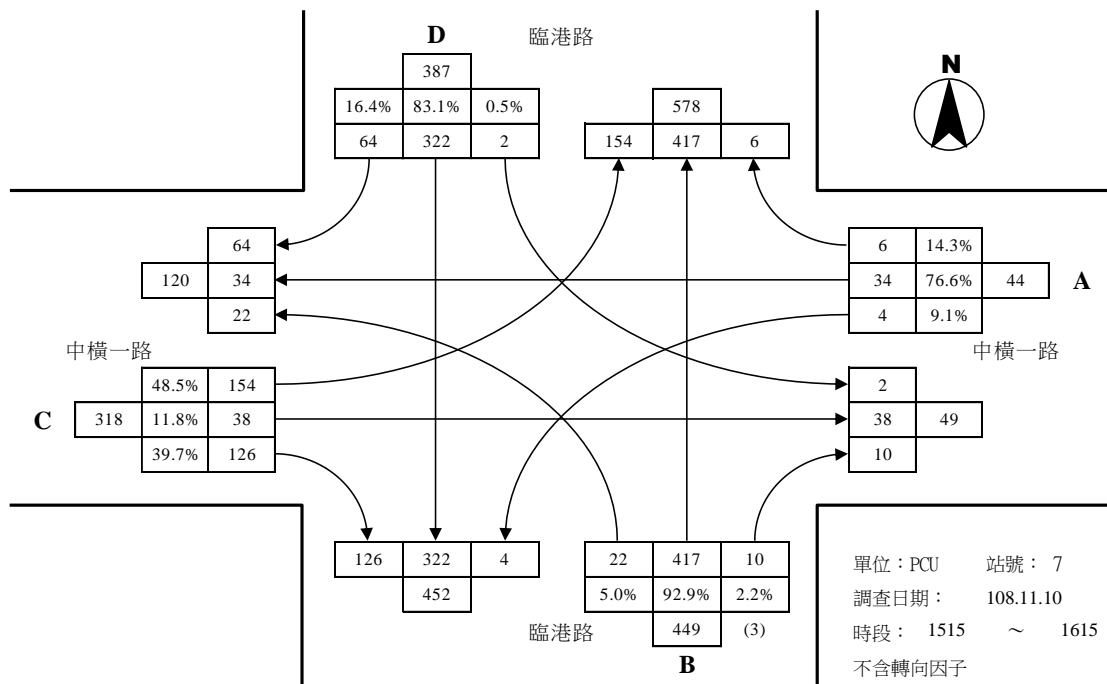 D 臨港路
387
N
16.4% 83.1% 0.5%
578
64 322 2
154 417 6
64
6 14.3%
120 34
34 76.6% 44 A
22
4 9.1%
中橫一路
中橫一路
48.5% 154
2
C 318 11.8% 38
38 49
39.7% 126
10
126 322 4
22 417 10
452
5.0% 92.9% 2.2%
臨港路 449 (3)
B
單位：PCU 站號： 7
調查日期： 108.11.10
時段： 1515 ～ 1615
不含轉向因子